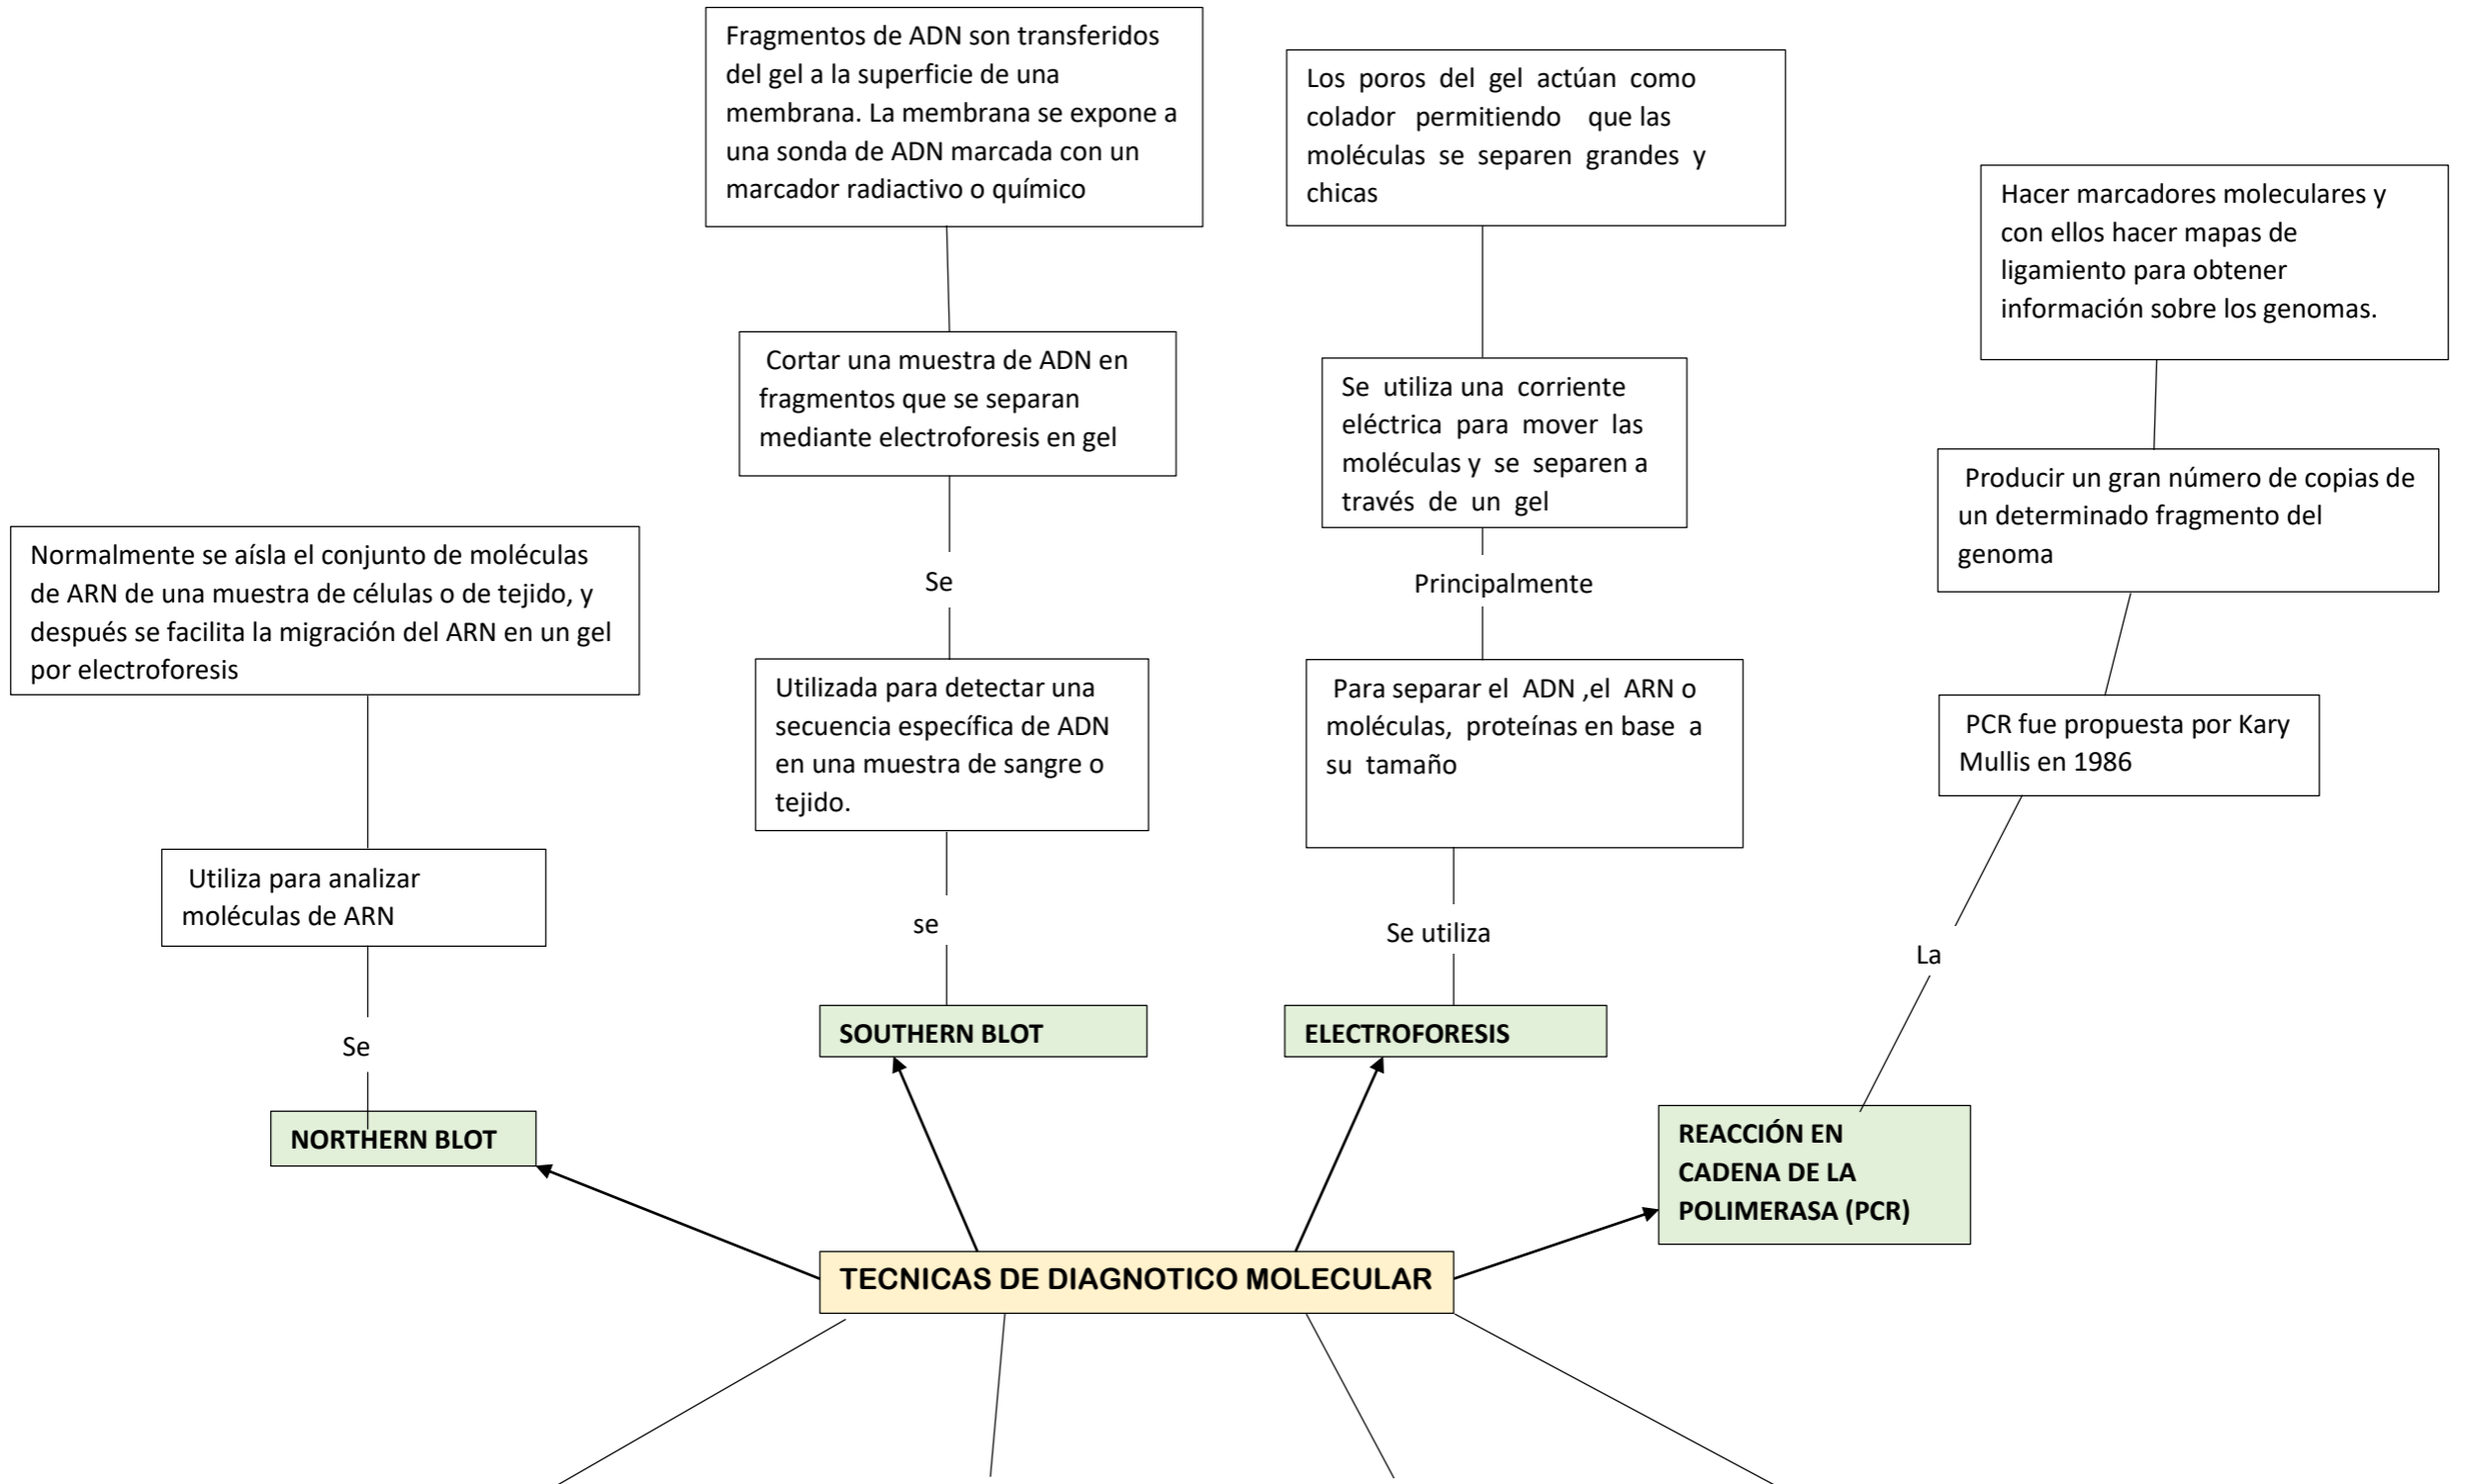 Fragmentos de ADN son transferidos
del gel a la superficie de una
membrana. La membrana se expone a
una sonda de ADN marcada con un
marcador radiactivo o químico
Los poros del gel actúan como
colador permitiendo que las
moléculas se separen grandes y
chicas
Hacer marcadores moleculares y
con ellos hacer mapas de
ligamiento para obtener
información sobre los genomas.
Cortar una muestra de ADN en
fragmentos que se separan
mediante electroforesis en gel
Se utiliza una corriente
eléctrica para mover las
moléculas y se separen a
través de un gel
Producir un gran número de copias de
un determinado fragmento del
genoma
Normalmente se aísla el conjunto de moléculas
de ARN de una muestra de células o de tejido, y
después se facilita la migración del ARN en un gel
por electroforesis
Se
Principalmente
Utilizada para detectar una
secuencia específica de ADN
en una muestra de sangre o
tejido.
Para separar el ADN ,el ARN o
moléculas, proteínas en base a
su tamaño
PCR fue propuesta por Kary
Mullis en 1986
Utiliza para analizar
moléculas de ARN
se
Se utiliza
La
Se
SOUTHERN BLOT
ELECTROFORESIS
NORTHERN BLOT
REACCIÓN EN
CADENA DE LA
POLIMERASA (PCR)
TECNICAS DE DIAGNOTICO MOLECULAR